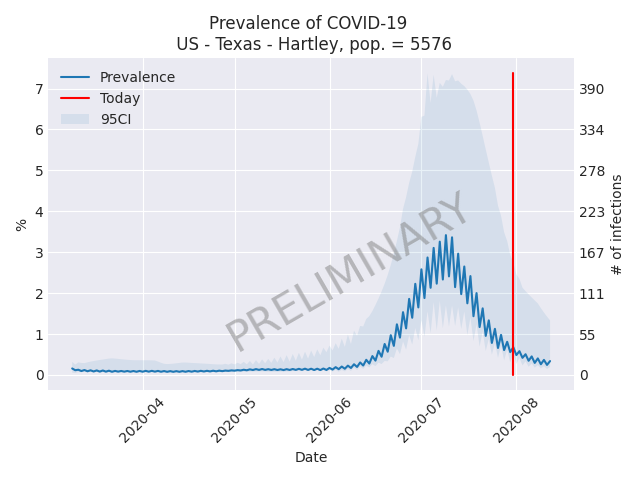 Prevalence of COVID-19
US - Texas - Hartley, pop. = 5576
Prevalence
Today
95CI
PRELIMINARY
%
7
6
5
4
3
2
1
0
390
334
278
223
167
111
55
0
# of infections
2020-04
2020-05
2020-06
2020-07
2020-08
Date